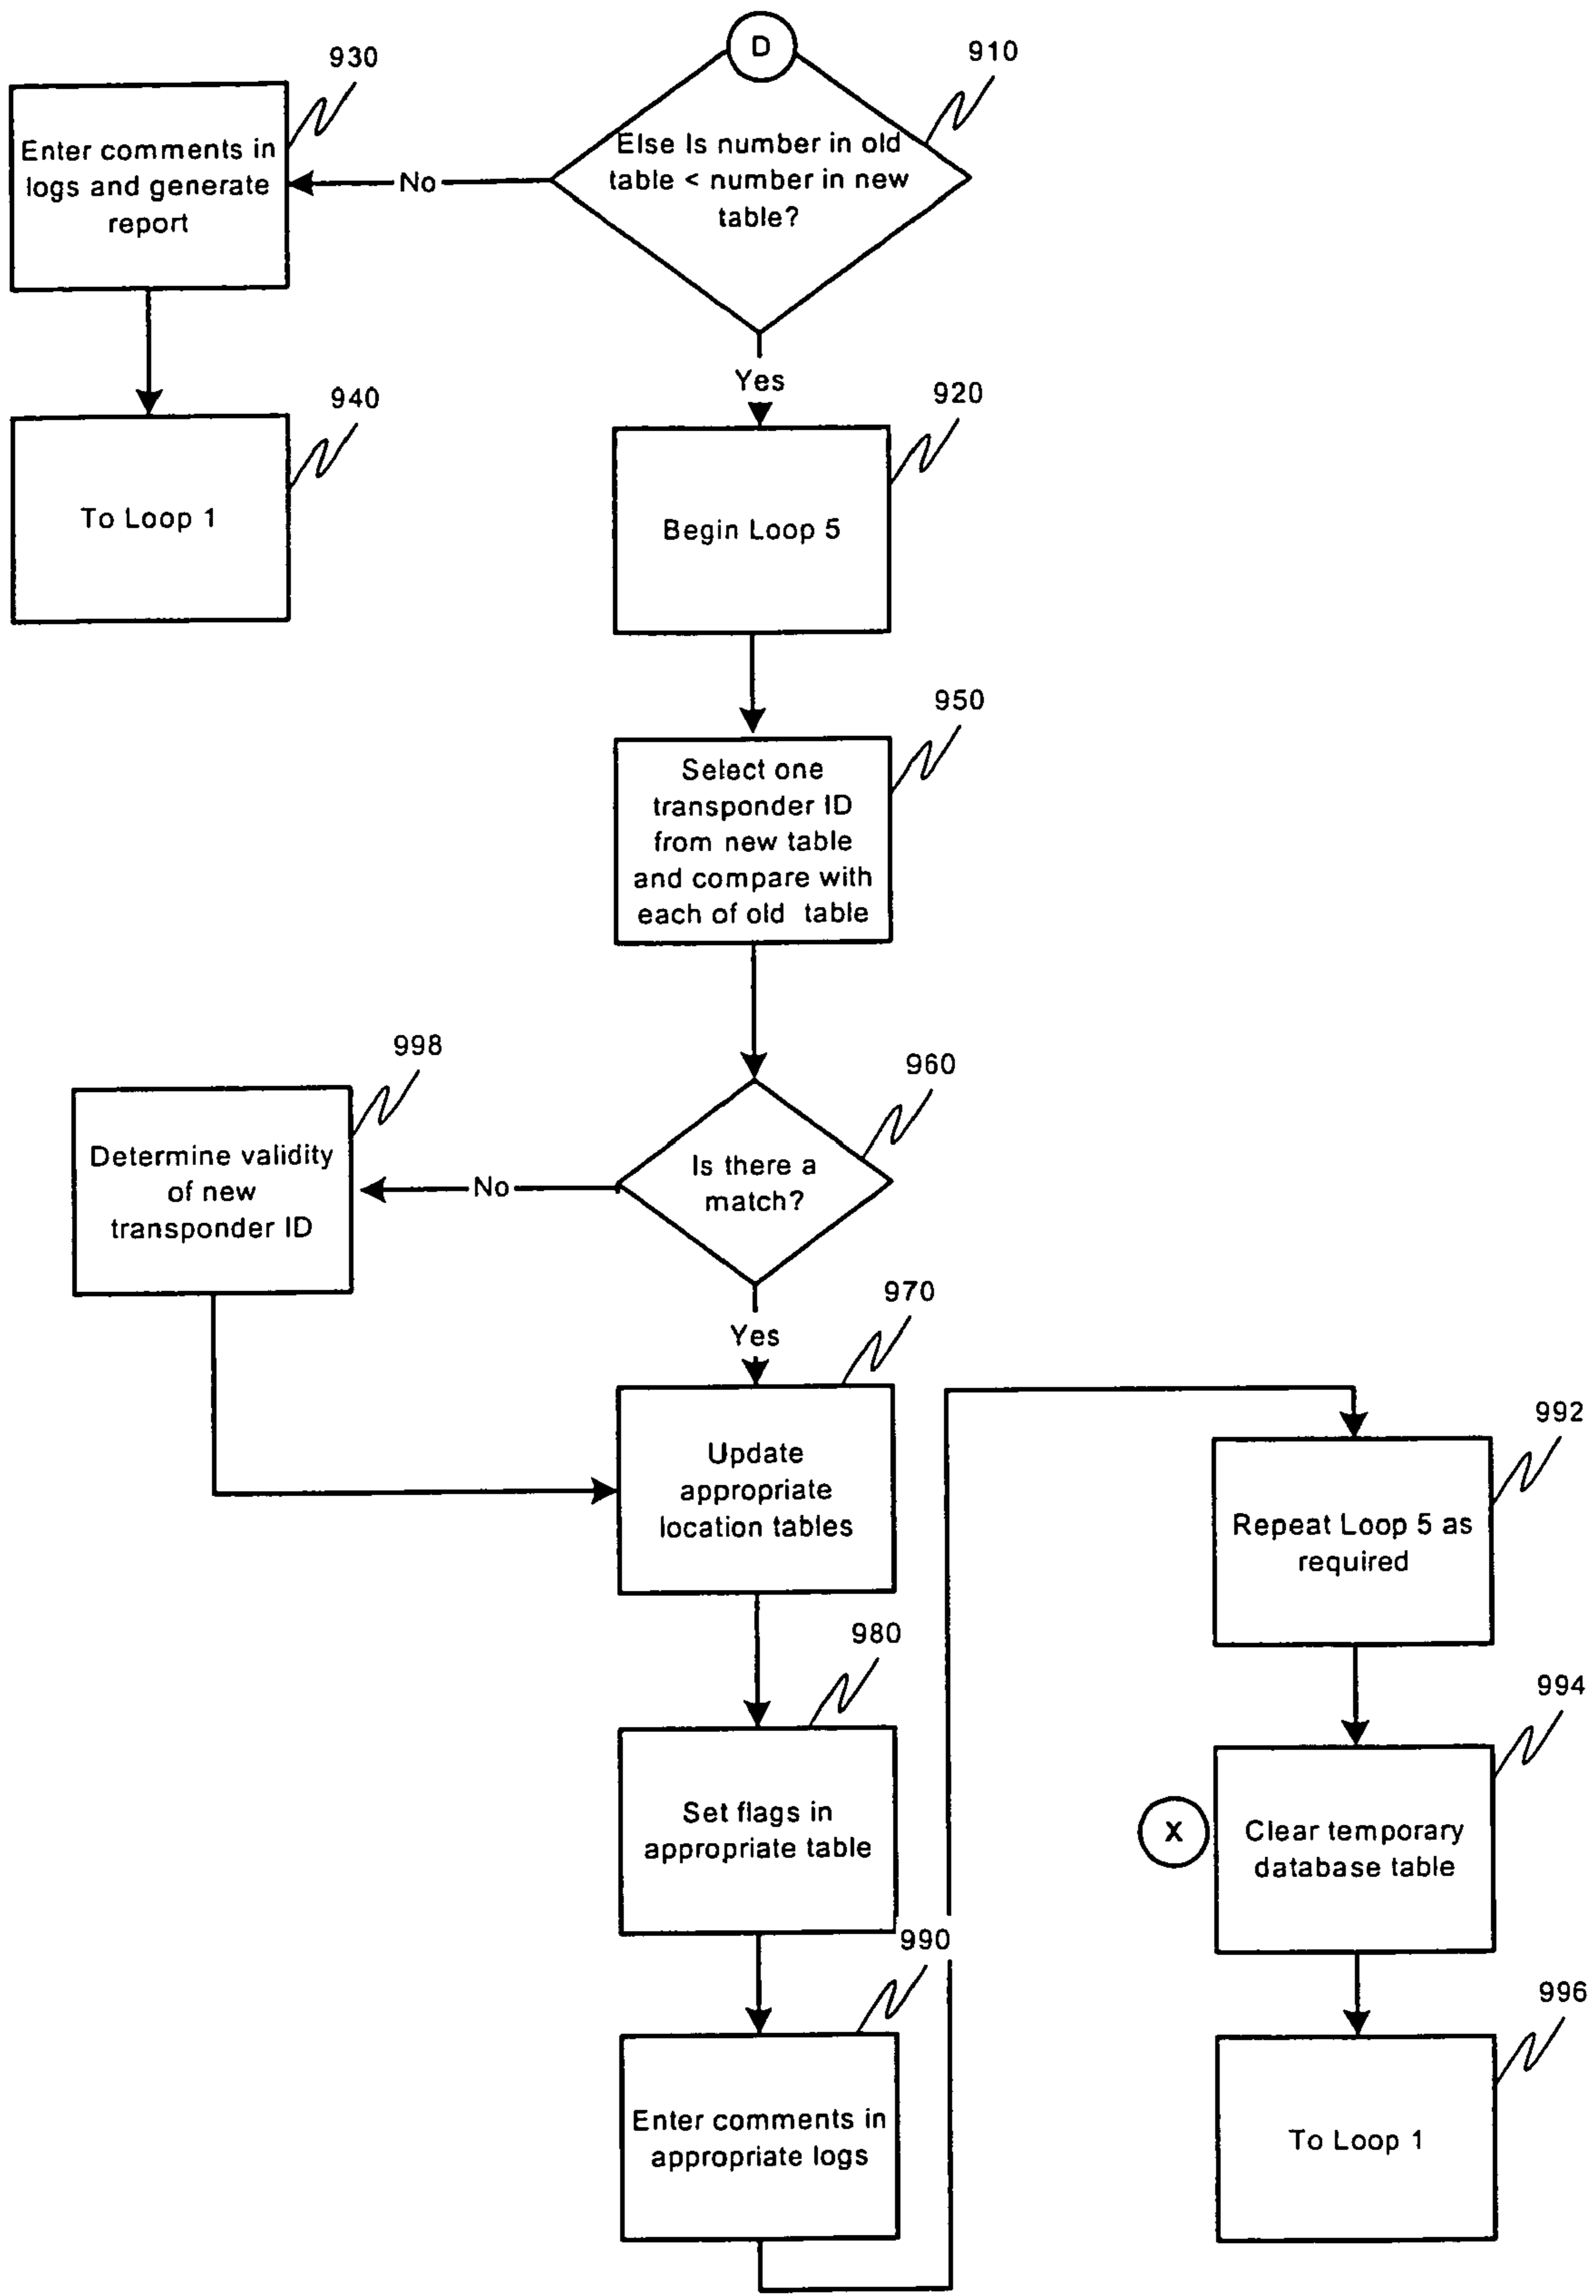 D
910
Else Is number in old
table < number in new
table?
No
930
Enter comments in
logs and generate
report
940
To Loop 1
Yes
920
Begin Loop 5
950
Select one
transponder ID
from new table
and compare with
each of old table
960
Is there a
match?
No
998
Determine validity
of new
transponder ID
Yes
970
Update
appropriate
location tables
980
Set flags in
appropriate table
990
Enter comments in
appropriate logs
992
Repeat Loop 5 as
required
994
X
Clear temporary
database table
996
To Loop 1